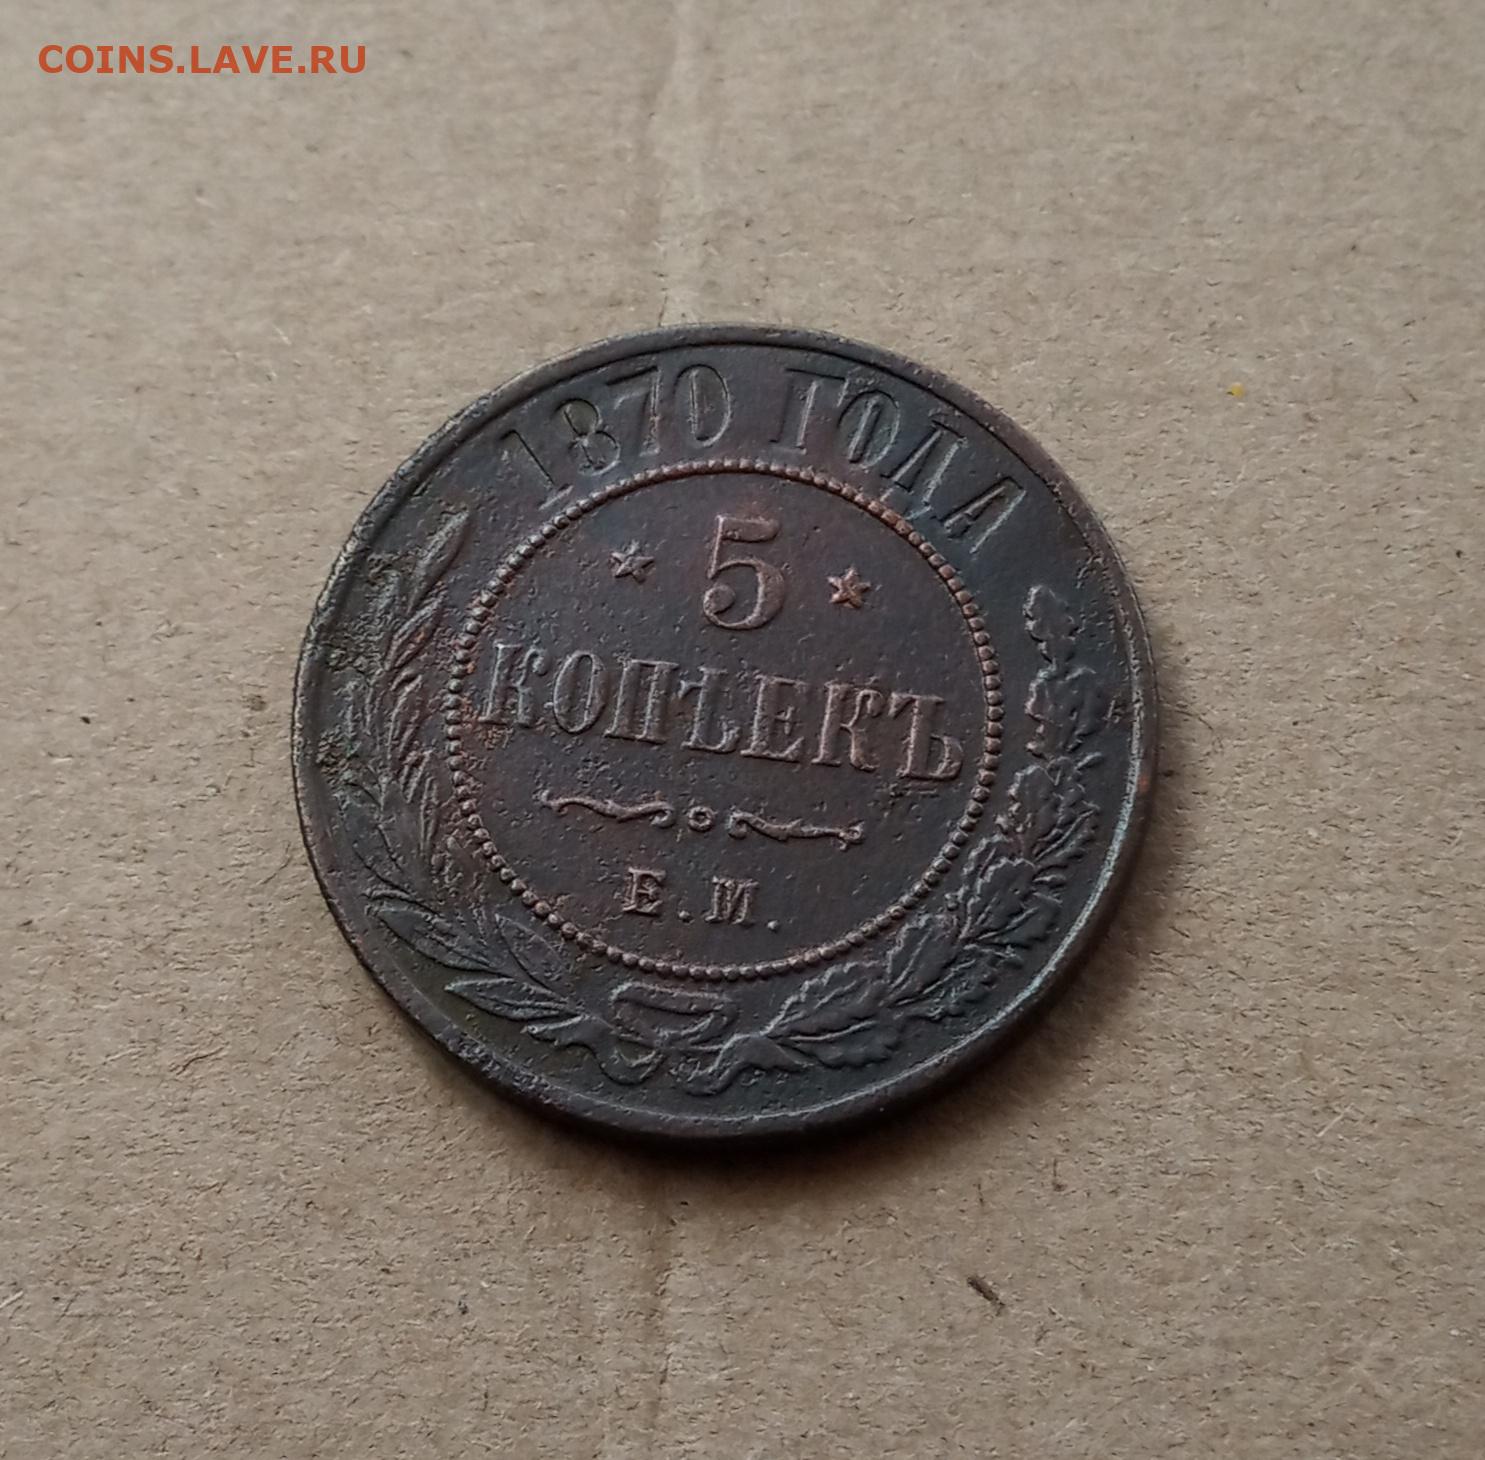 COINS.LAVE.RU
1870 ГОДА
5
КОПѢЕКЪ
Е.М.